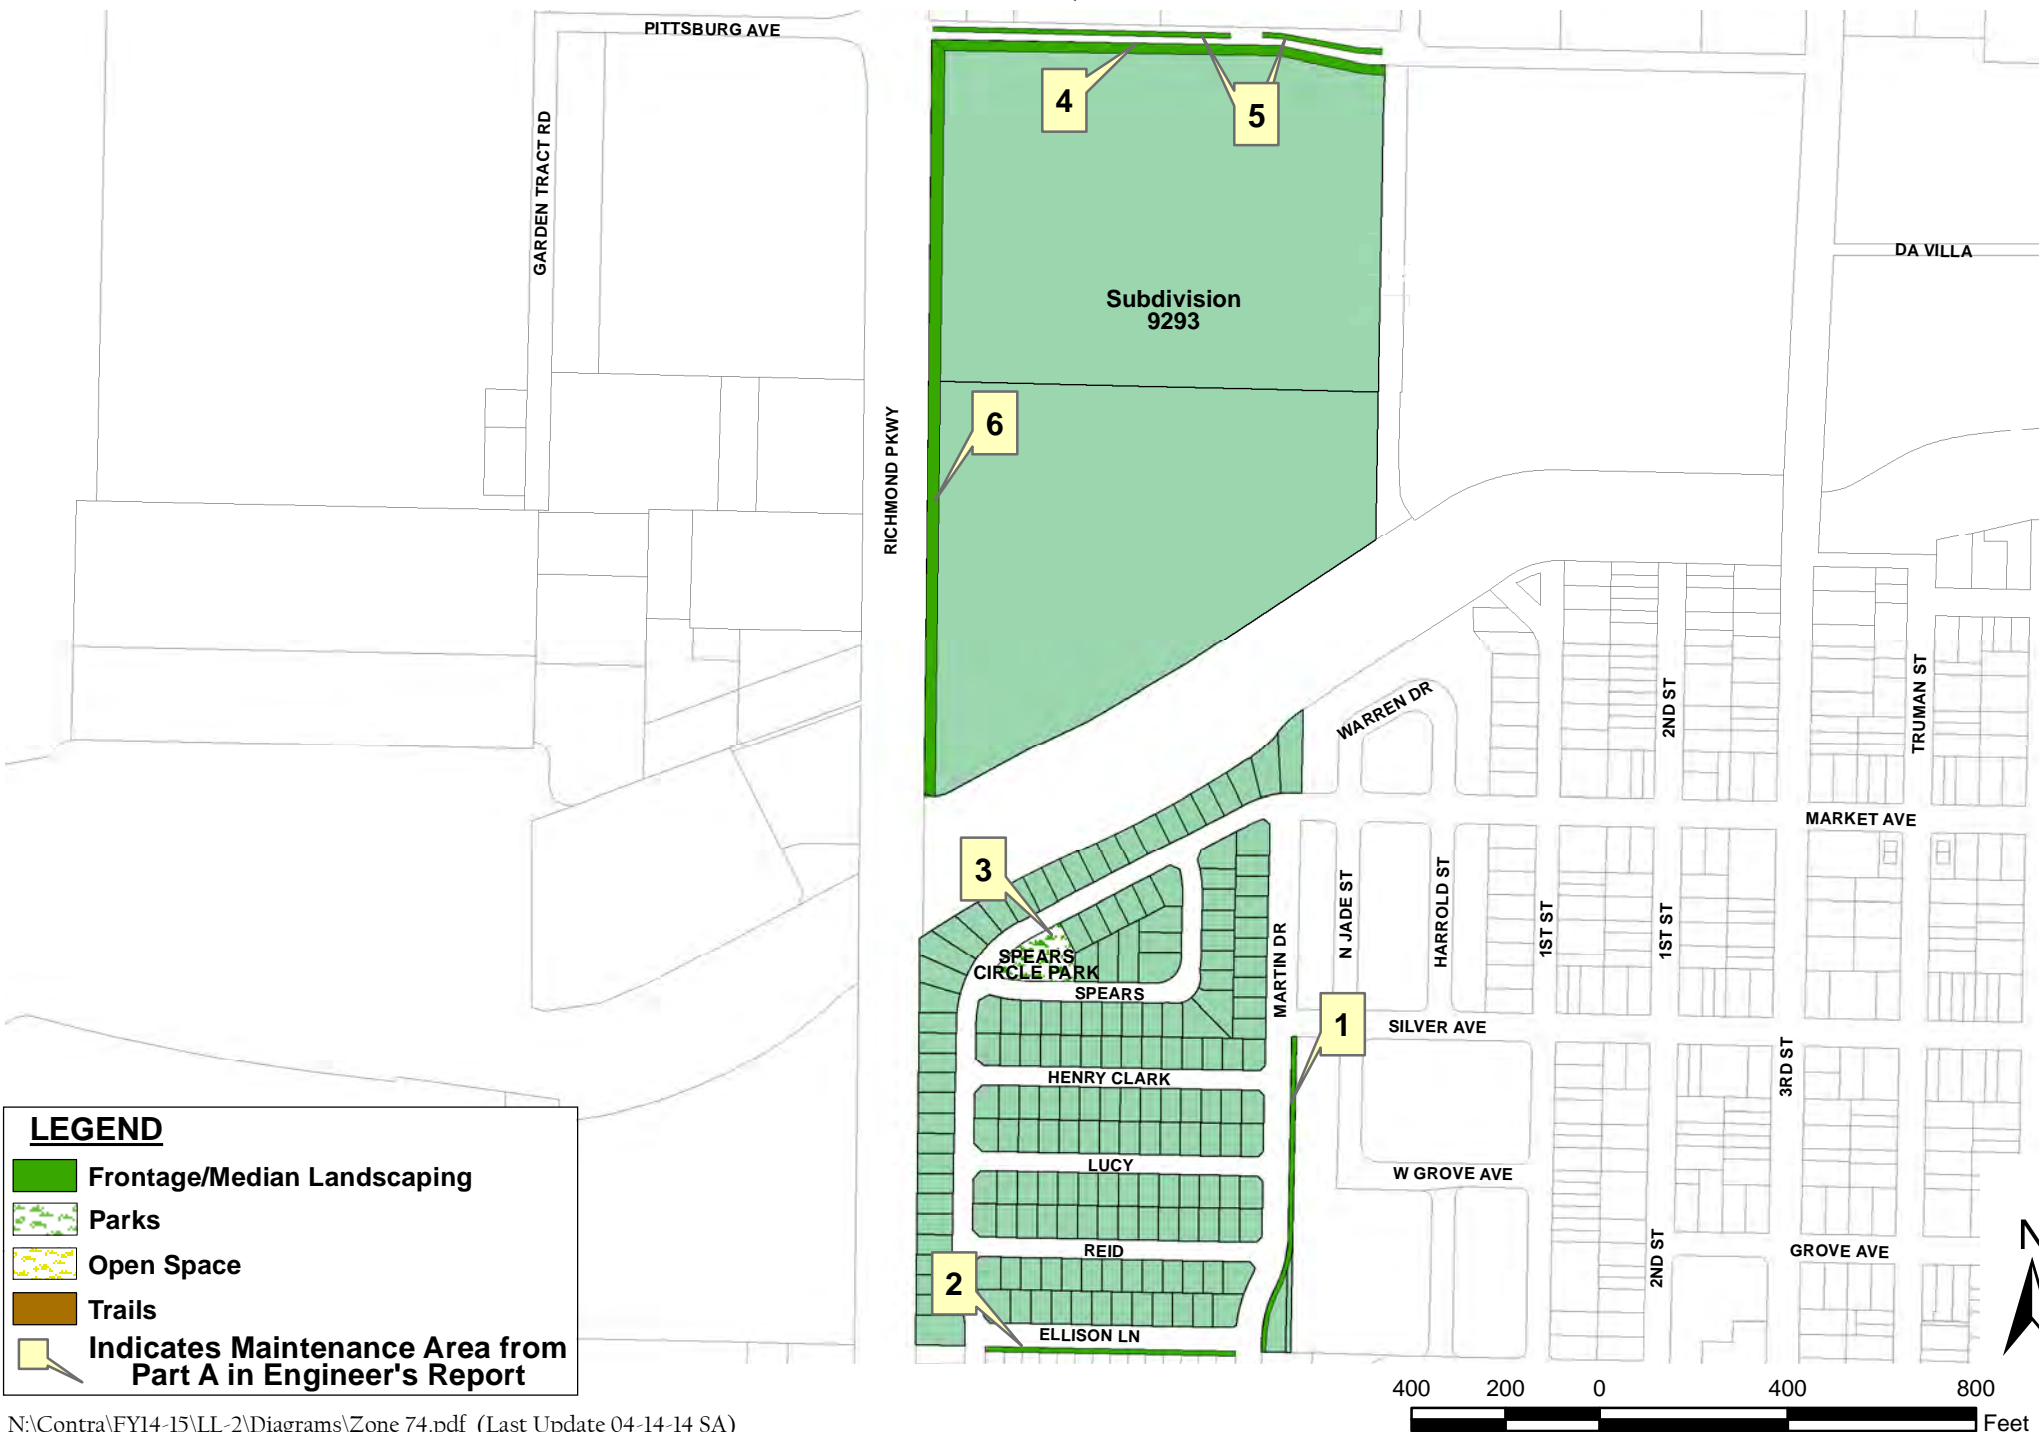 PITTSBURG AVE
4
5
GARDEN TRACT RD
DA VILLA
Subdivision
9293
6
RICHMOND PKWY
WARREN DR
2ND ST
TRUMAN ST
MARKET AVE
3
N JADE ST
HARROLD ST
1ST ST
1ST ST
MARTIN DR
SPEARS
CIRCLE PARK
SPEARS
1
SILVER AVE
3RD ST
HENRY CLARK
LUCY
W GROVE AVE
REID
2ND ST
GROVE AVE
2
ELLISON LN
N
LEGEND
Frontage/Median Landscaping
Parks
Open Space
Trails
Indicates Maintenance Area from
Part A in Engineer's Report
400 200 0 400 800
Feet
N:\Contra\FY14-15\LL-2\Diagrams\Zone 74.pdf (Last Update 04-14-14 SA)